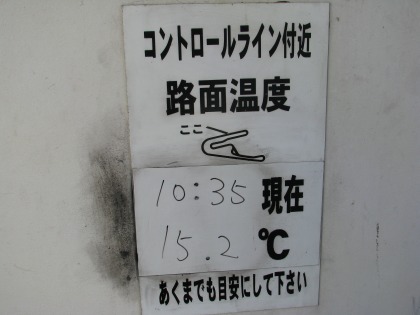 コントロールライン付近
路面温度
ここ
10:35 現在
15.2 ℃
あくまでも目安にして下さい